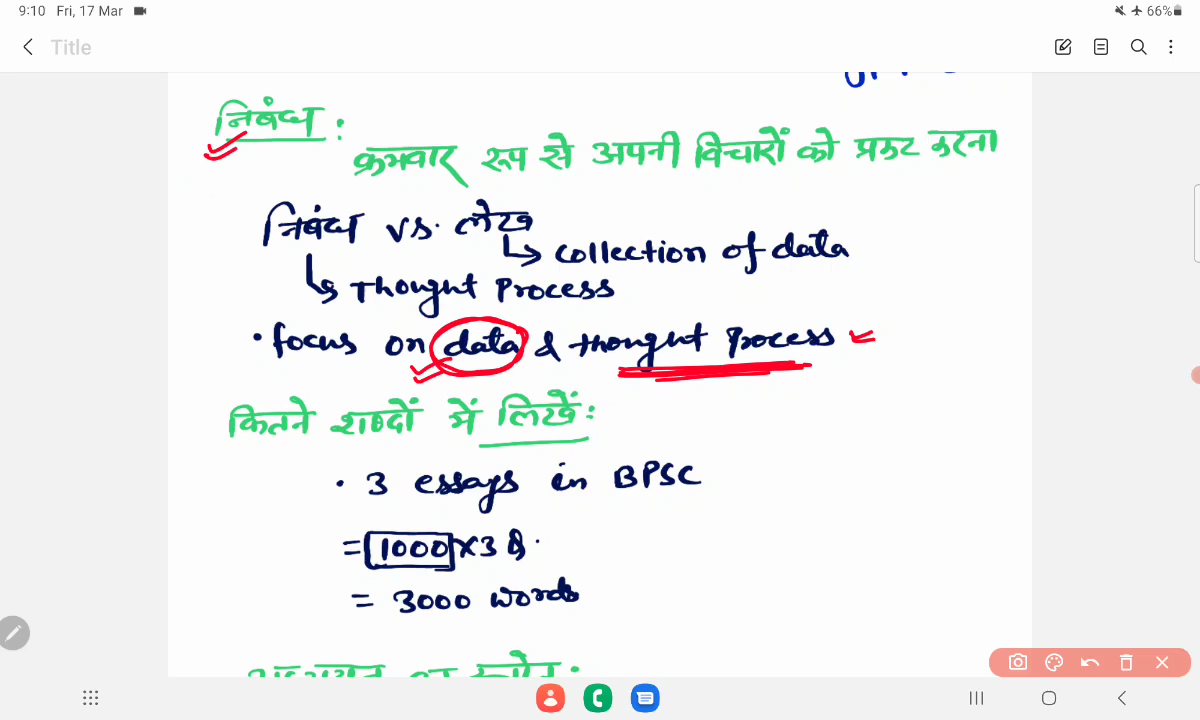 9:10 Fri, 17 Mar 66%
Title
निबंध :
क्रमवार रूप से अपनी विचारों को प्रकट करना
निबंध vs. लेख
↳ collection of data
↳ Thought Process
• focus on data & thought Process
कितने शब्दों में लिखें :
• 3 essays in BPSC
= 1000 x 3 Q.
= 3000 words